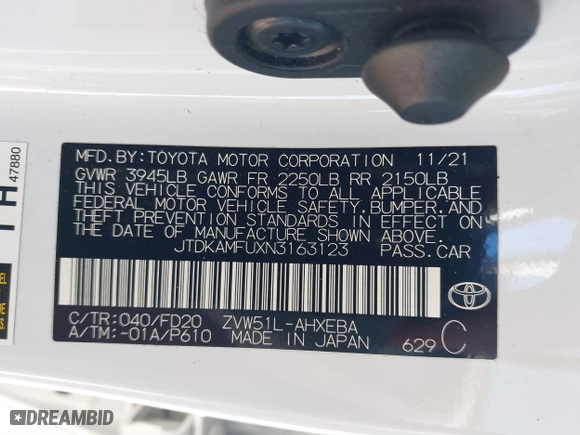 MFD.BY:TOYOTA MOTOR CORPORATION 11/21
GVWR 3945LB GAWR FR 2250LB RR 2150LB
THIS VEHICLE CONFORMS TO ALL APPLICABLE
FEDERAL MOTOR VEHICLE SAFETY,BUMPER,AND
THEFT PREVENTION STANDARDS IN EFFECT ON
THE DATE OF MANUFACTURE SHOWN ABOVE.
JTDKAMFUXN3163123 PASS.CAR
C/TR:040/FD20 ZVW51L-AHXEBA
A/TM:-01A/P610 MADE IN JAPAN 629 C
TOYOTA
47880
DREAMBID